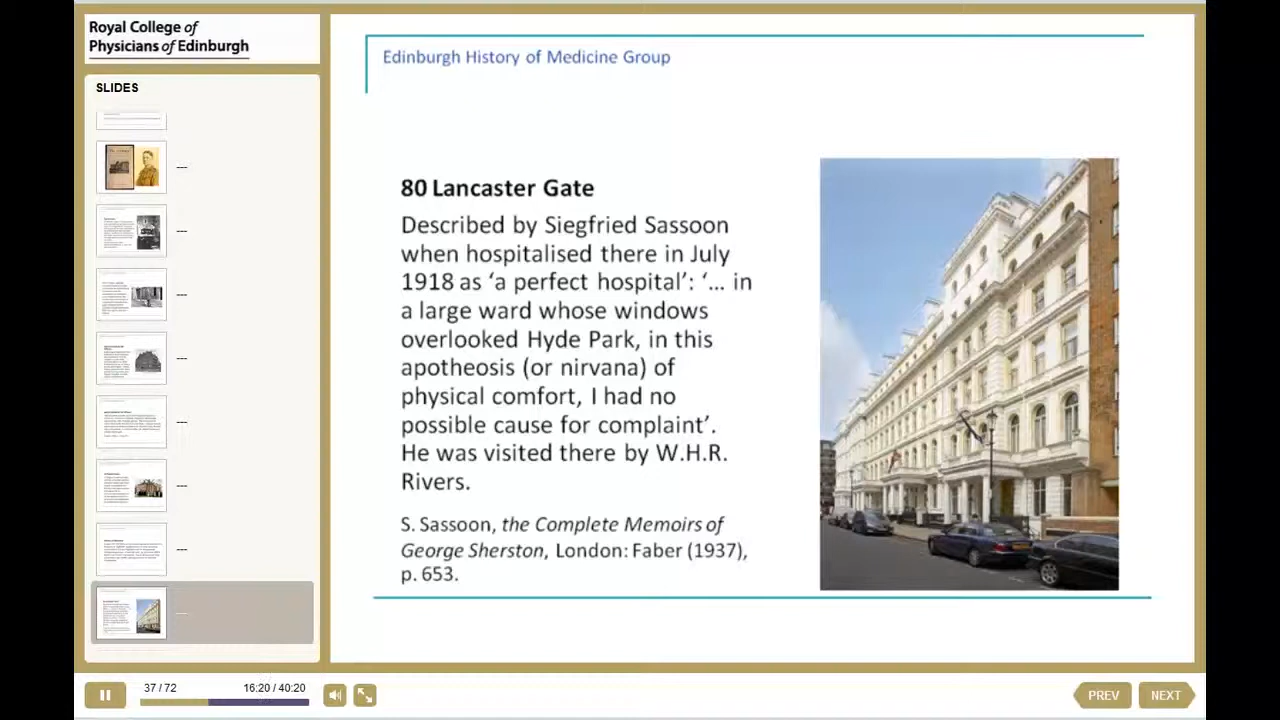 Royal College of
Physicians of Edinburgh
SLIDES
Edinburgh History of Medicine Group
80 Lancaster Gate
Described by Siegfried Sassoon
when hospitalised there in July
1918 as ‘a perfect hospital’: ‘... in
a large ward whose windows
overlooked Hyde Park, in this
apotheosis (or nirvana) of
physical comfort, I had no
possible cause for complaint’.
He was visited there by W.H.R.
Rivers.
S. Sassoon, the Complete Memoirs of
George Sherston, London: Faber (1937),
p. 653.
37 / 72
16:20 / 40:20
PREV
NEXT